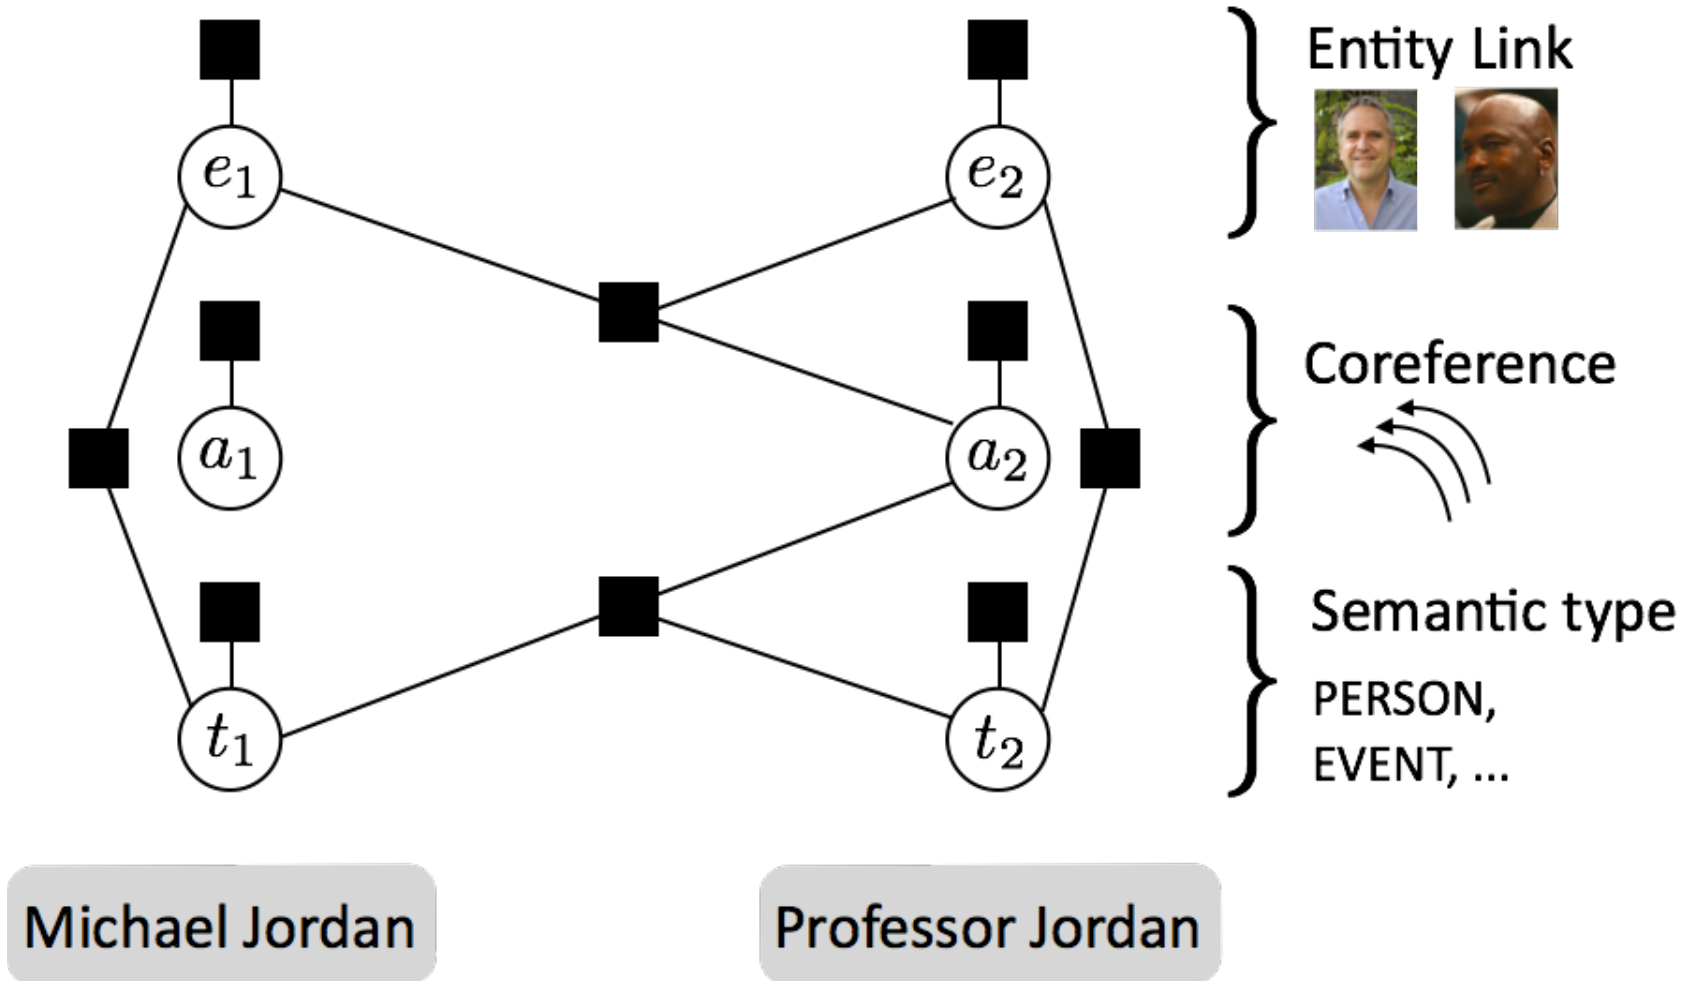 Entity Link
e1
e2
Coreference
a1
a2
Semantic type
PERSON,
EVENT, ...
t1
t2
Michael Jordan
Professor Jordan